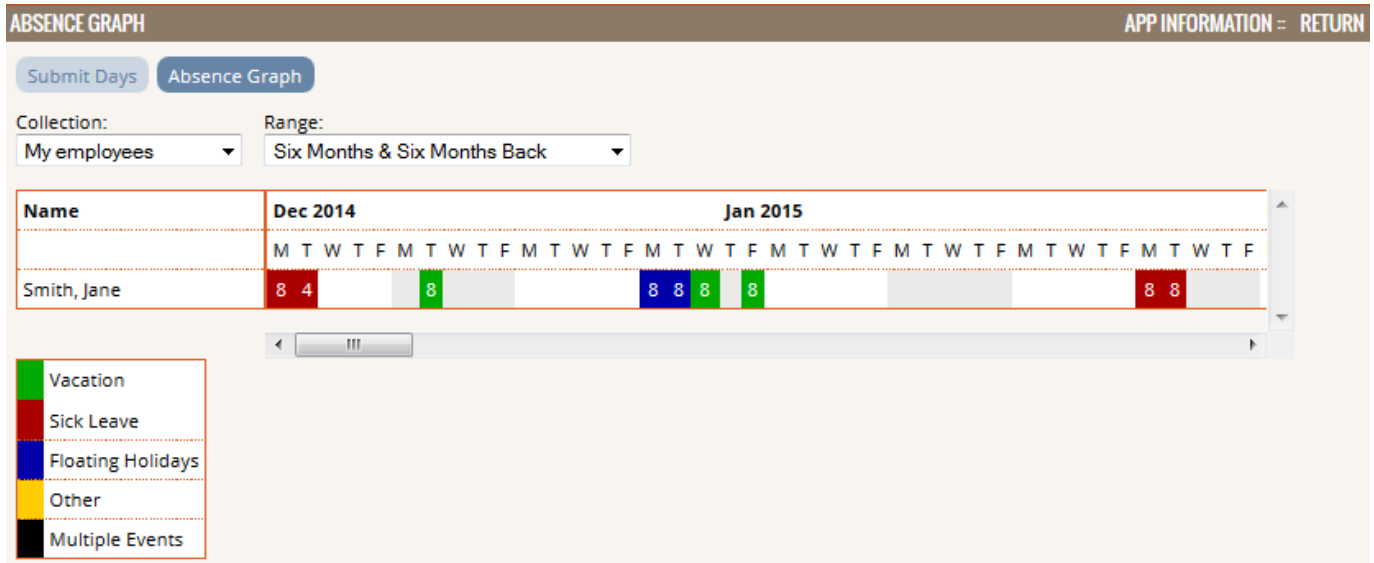 ABSENCE GRAPH APP INFORMATION :: RETURN
Submit Days Absence Graph
Collection: Range:
My employees Six Months & Six Months Back
Name Dec 2014 Jan 2015
M T W T F M T W T F M T W T F M T W T F M T W T F M T W T F M T W T F M T W T F
Smith, Jane 8 4 8 8 8 8 8 8 8
Vacation
Sick Leave
Floating Holidays
Other
Multiple Events